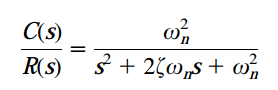 C(s)/R(s) = ω_n^2 / (s^2 + 2ζω_n s + ω_n^2)